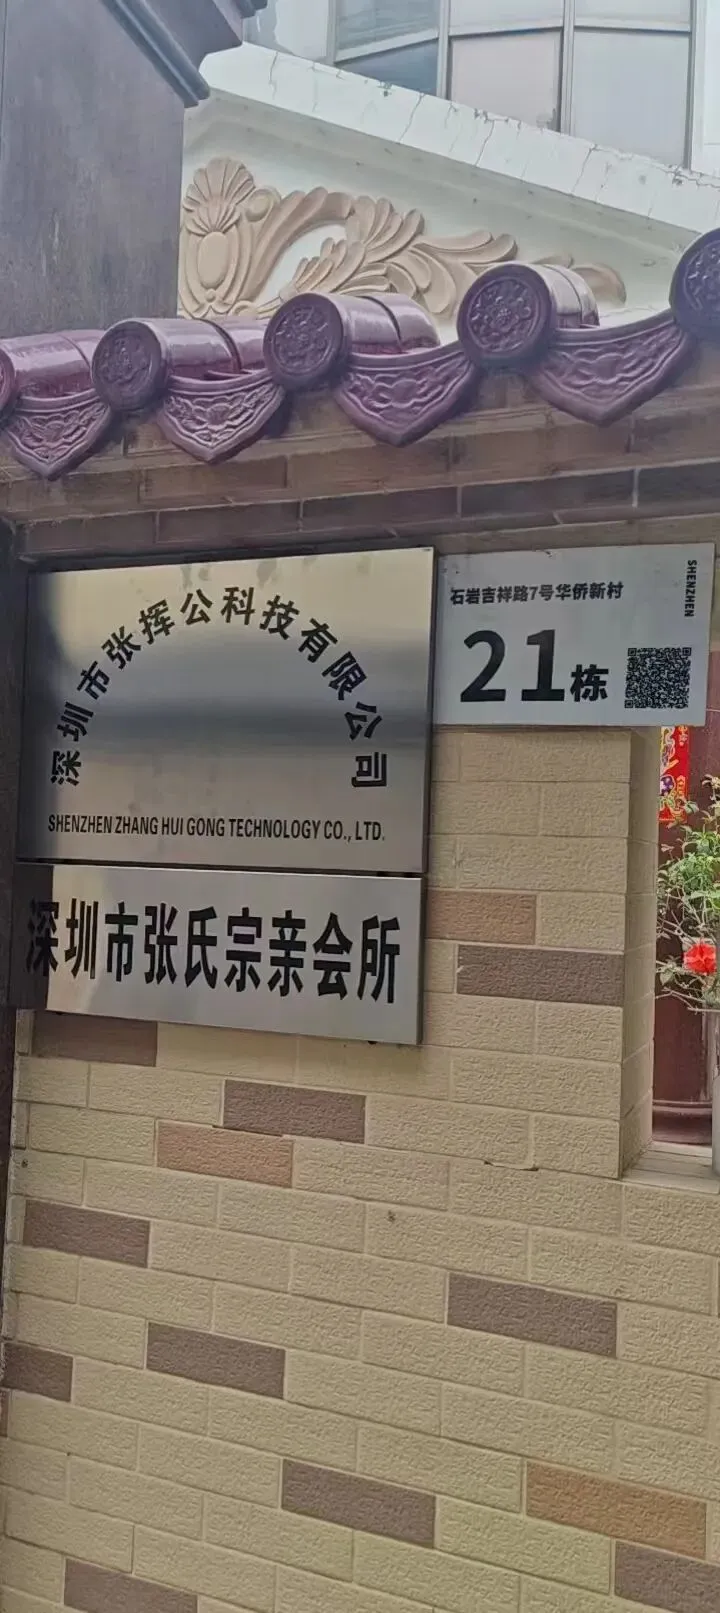 深圳市张挥公科技有限公司
SHENZHEN ZHANG HUI GONG TECHNOLOGY CO., LTD.
深圳市张氏宗亲会所
石岩吉祥路7号华侨新村
21栋
SHENZHEN